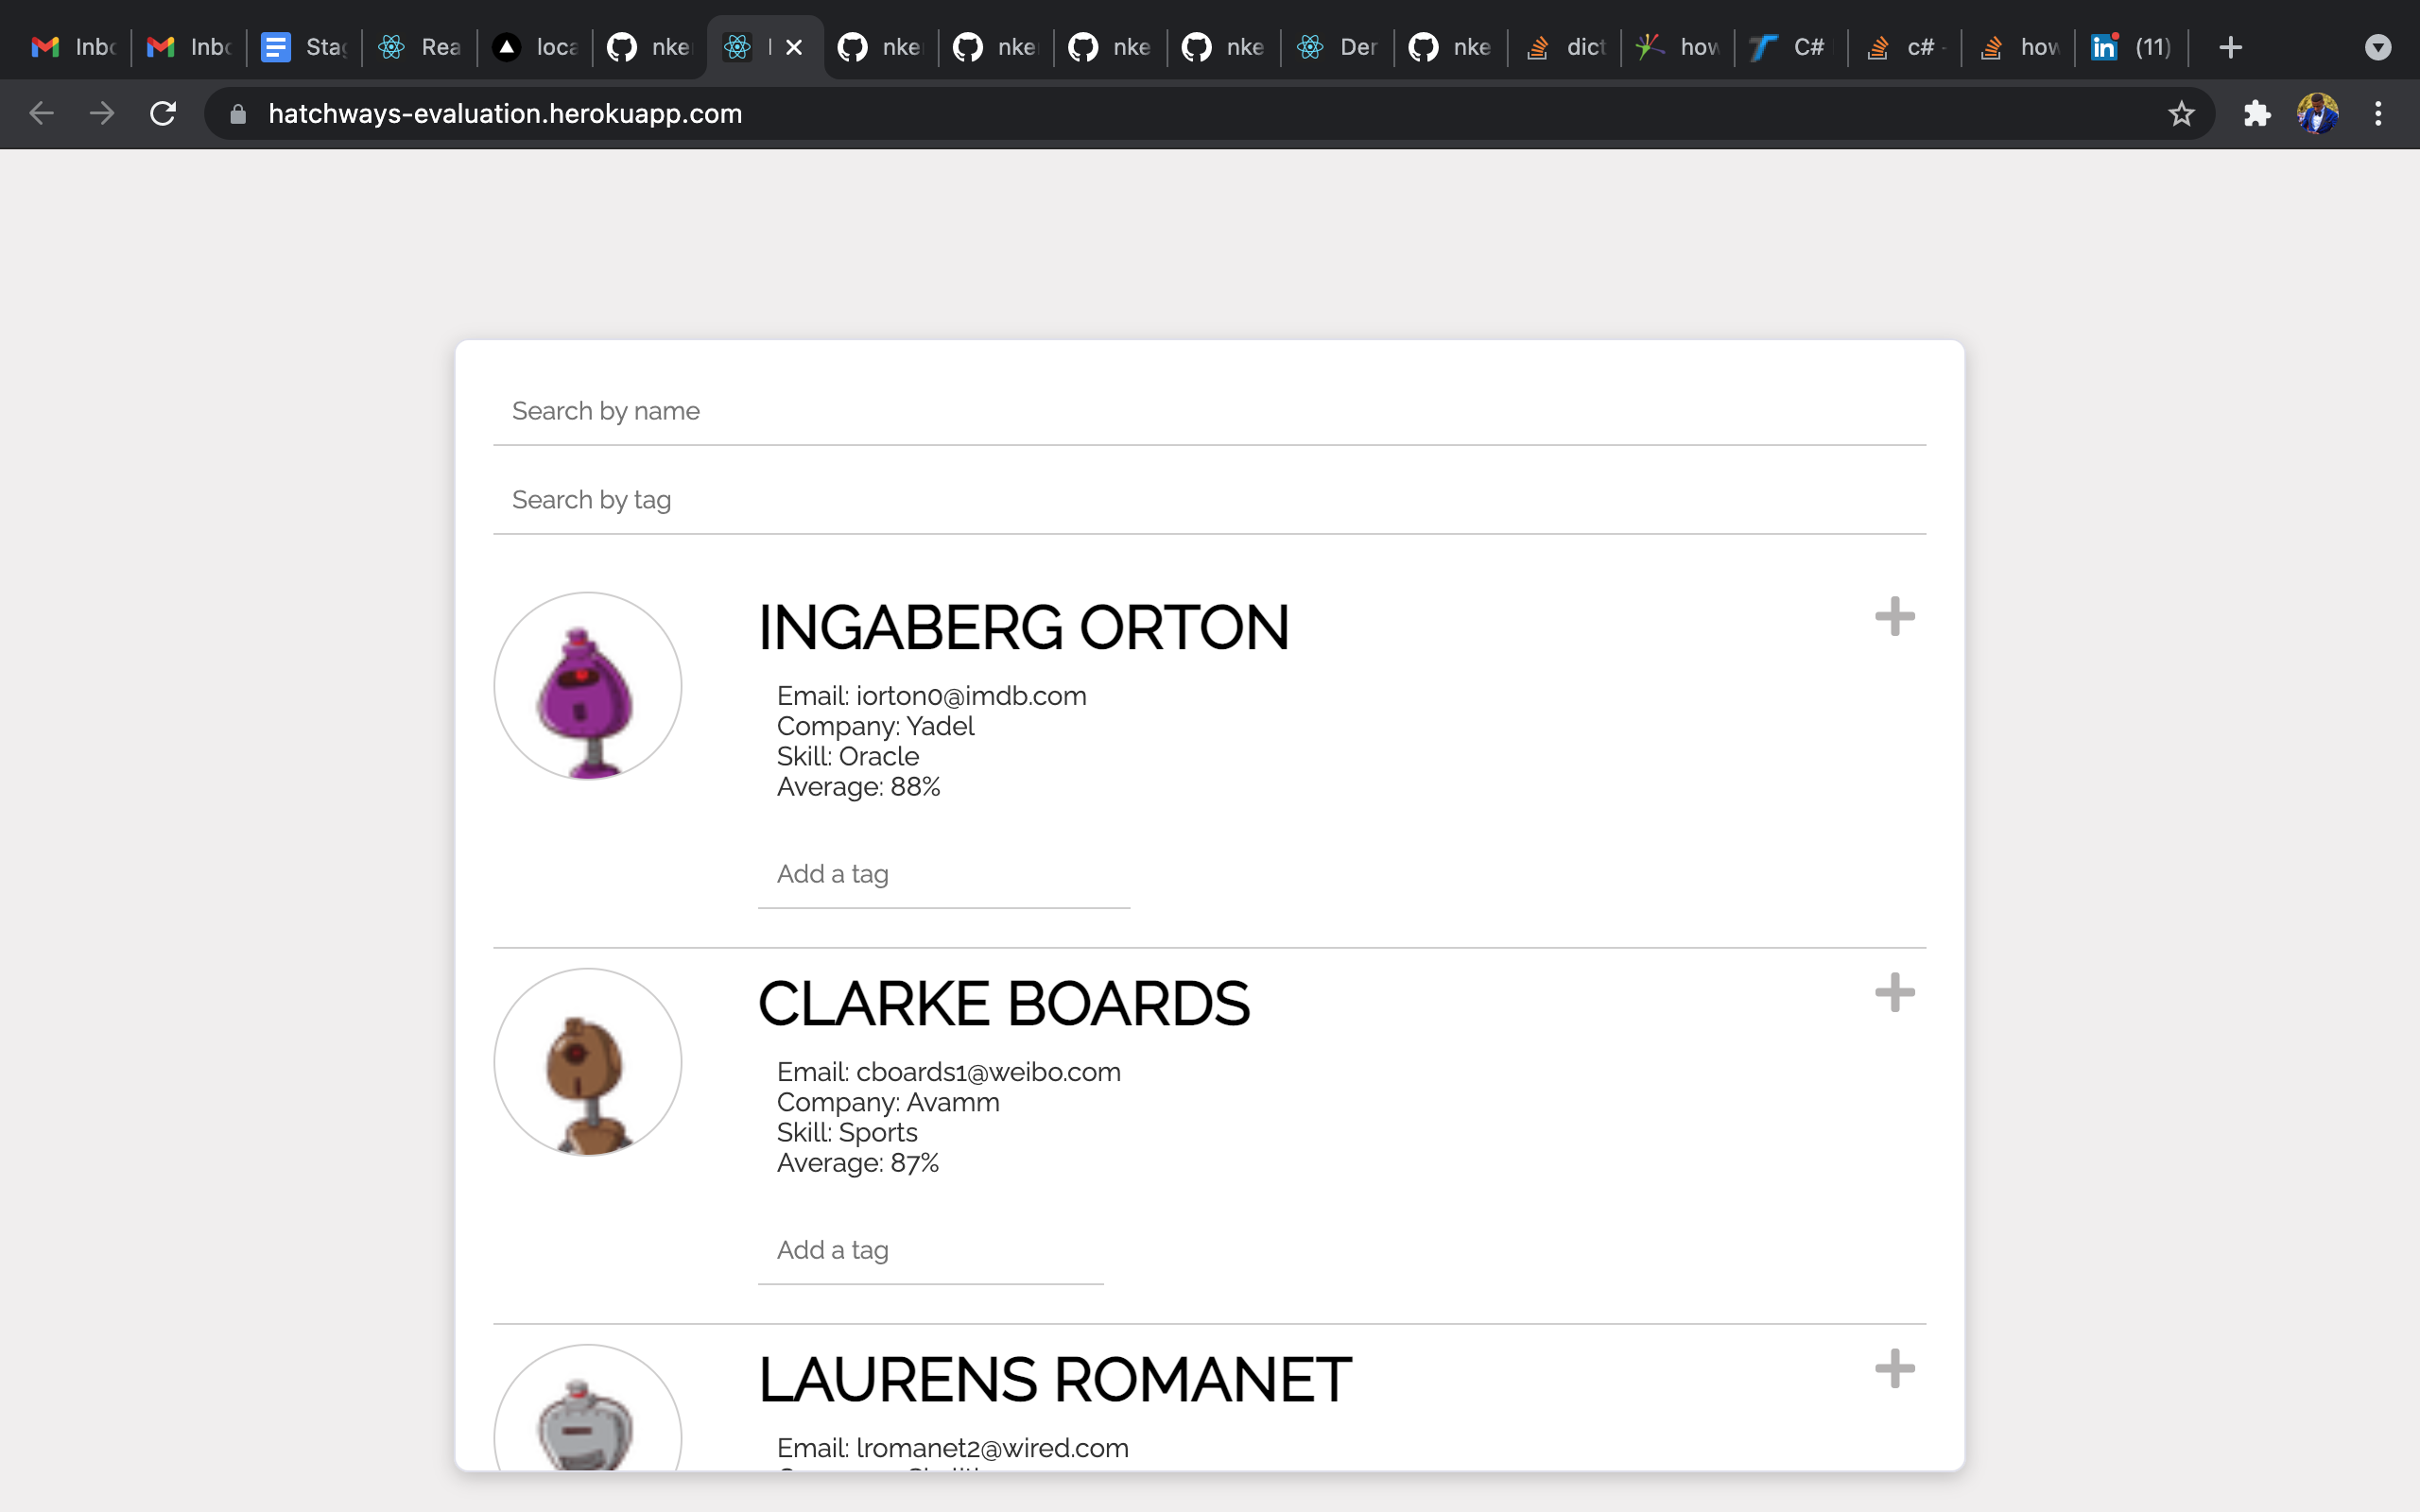 Inbo
Inbo
Sta
Rea
loca
nke
nke
nke
nke
nke
Der
nke
dict
how
C#
c# -
how
(11)
hatchways-evaluation.herokuapp.com
Search by name
Search by tag
INGABERG ORTON
Email: iorton0@imdb.com
Company: Yadel
Skill: Oracle
Average: 88%
Add a tag
CLARKE BOARDS
Email: cboards1@weibo.com
Company: Avamm
Skill: Sports
Average: 87%
Add a tag
LAURENS ROMANET
Email: lromanet2@wired.com